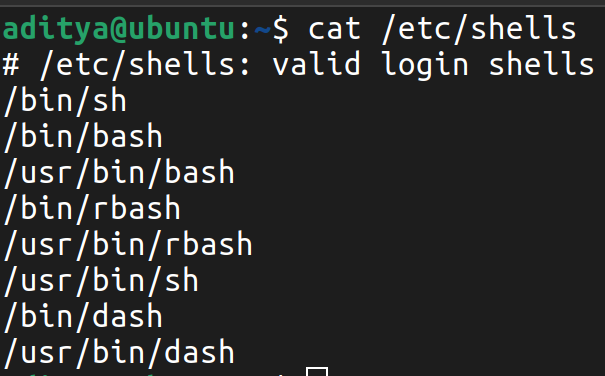 aditya@ubuntu:~$ cat /etc/shells
# /etc/shells: valid login shells
/bin/sh
/bin/bash
/usr/bin/bash
/bin/rbash
/usr/bin/rbash
/usr/bin/sh
/bin/dash
/usr/bin/dash